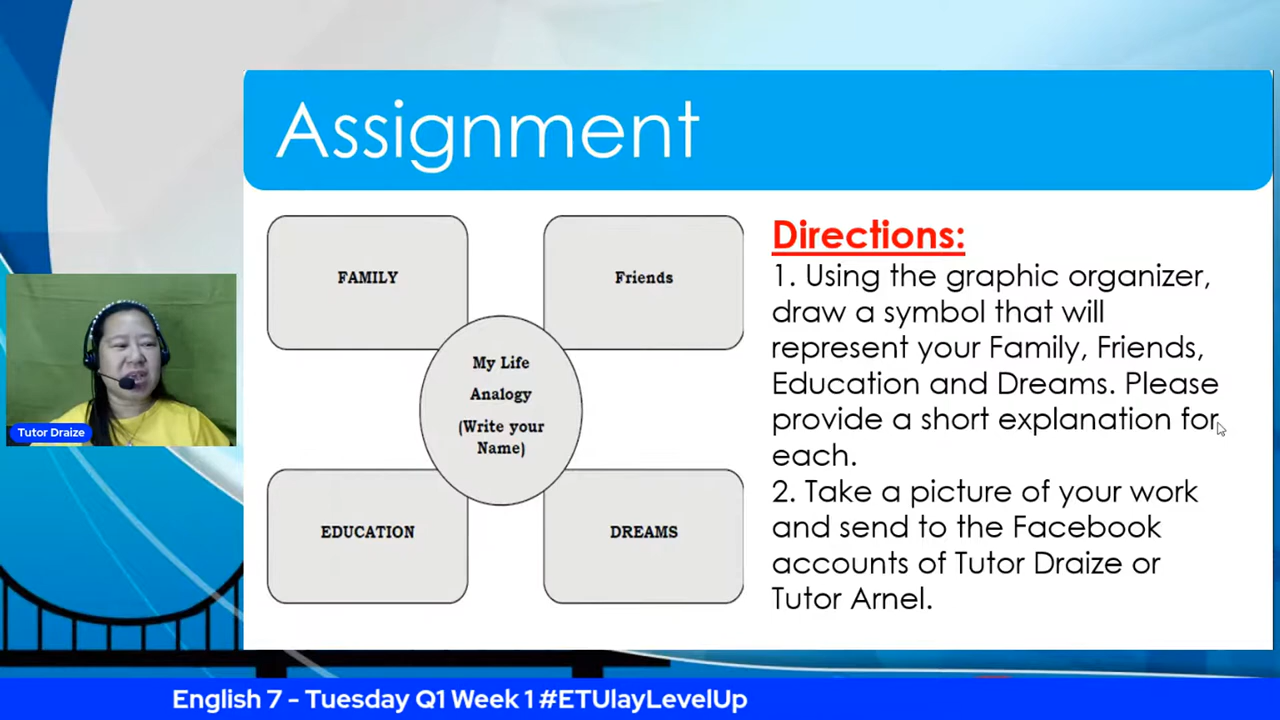 Assignment
FAMILY
Friends
My Life
Analogy
(Write your
Name)
EDUCATION
DREAMS
Directions:
1. Using the graphic organizer,
draw a symbol that will
represent your Family, Friends,
Education and Dreams. Please
provide a short explanation for
each.
2. Take a picture of your work
and send to the Facebook
accounts of Tutor Draize or
Tutor Arnel.
Tutor Draize
English 7 - Tuesday Q1 Week 1 #ETUlayLevelUp